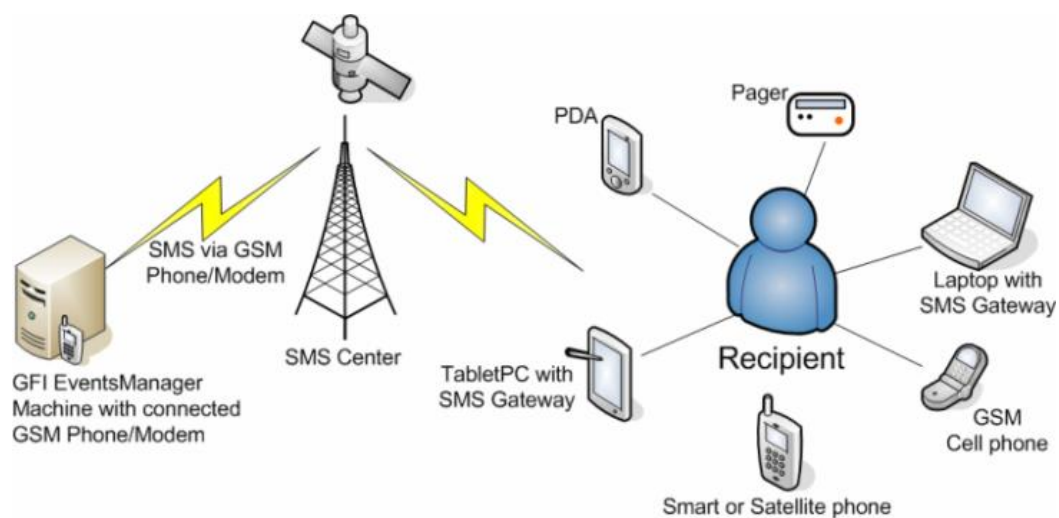 SMS via GSM
Phone/Modem
GFI EventsManager
Machine with connected
GSM Phone/Modem
SMS Center
PDA
Pager
Laptop with
SMS Gateway
Recipient
TabletPC with
SMS Gateway
GSM
Cell phone
Smart or Satellite phone